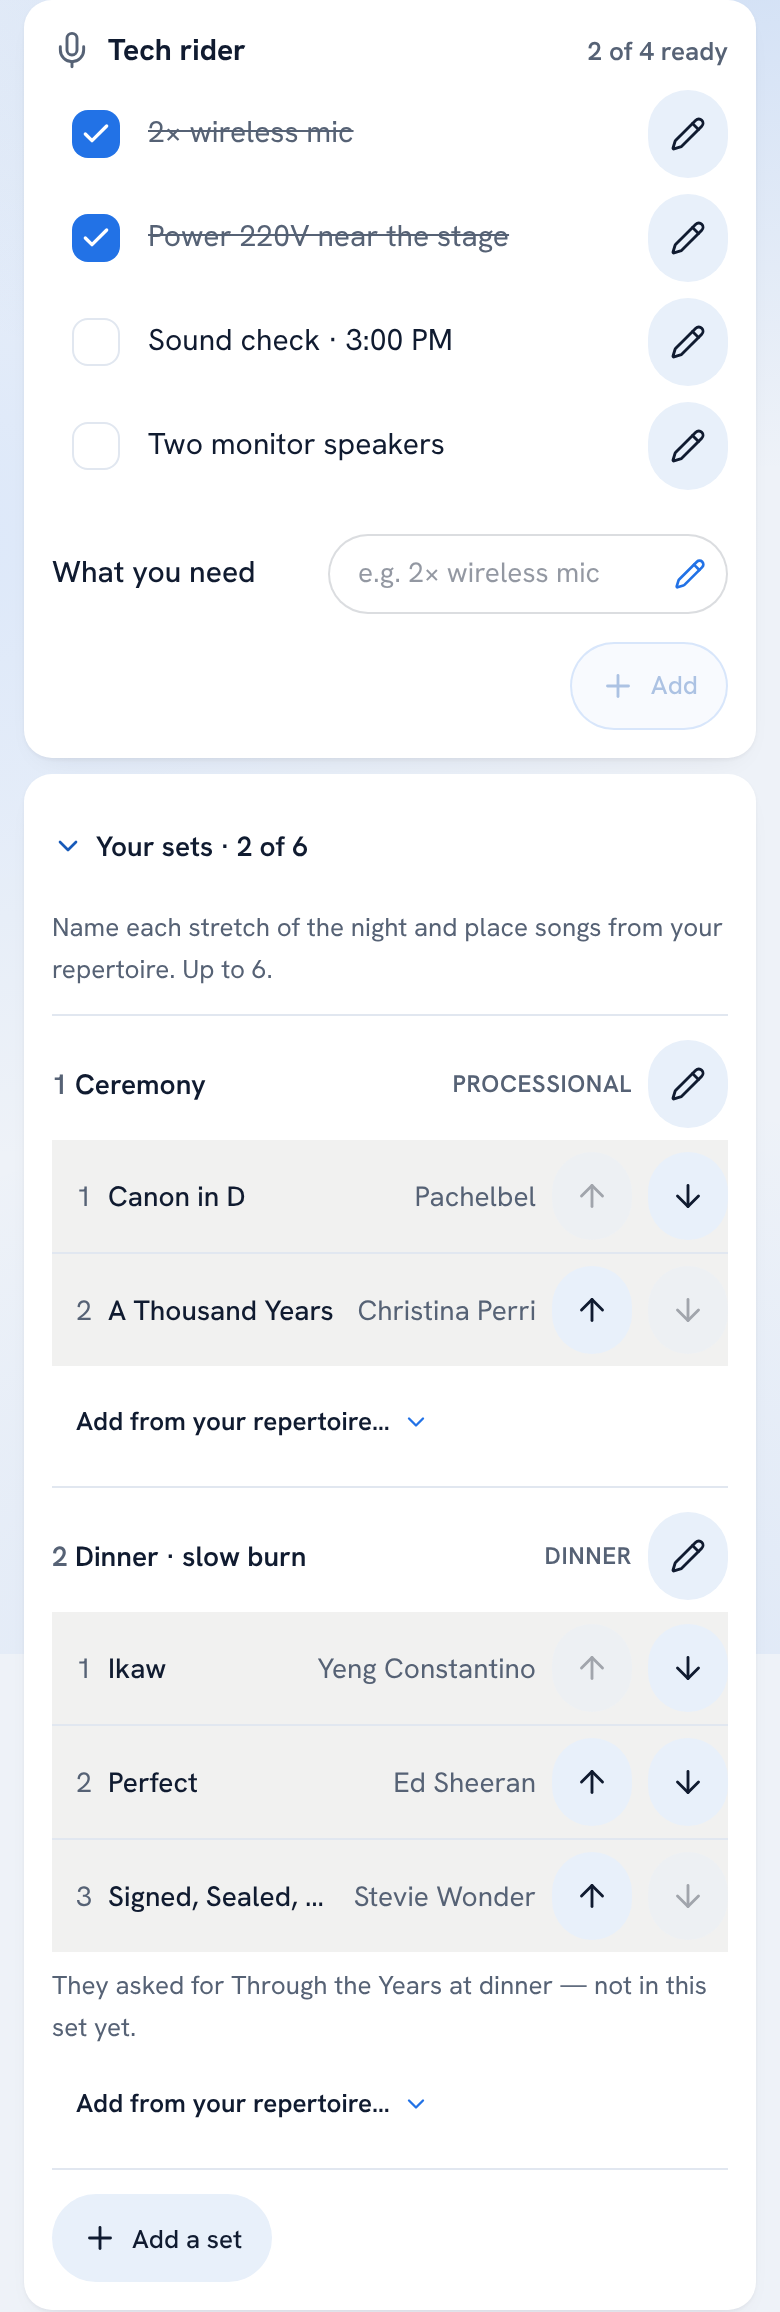 Tech rider
2 of 4 ready
2× wireless mic
Power 220V near the stage
Sound check · 3:00 PM
Two monitor speakers
What you need
e.g. 2× wireless mic
Add
Your sets · 2 of 6
Name each stretch of the night and place songs from your
repertoire. Up to 6.
1 Ceremony
PROCESSIONAL
1 Canon in D Pachelbel
2 A Thousand Years Christina Perri
Add from your repertoire...
2 Dinner · slow burn
DINNER
1 Ikaw Yeng Constantino
2 Perfect Ed Sheeran
3 Signed, Sealed, ... Stevie Wonder
They asked for Through the Years at dinner — not in this
set yet.
Add from your repertoire...
Add a set